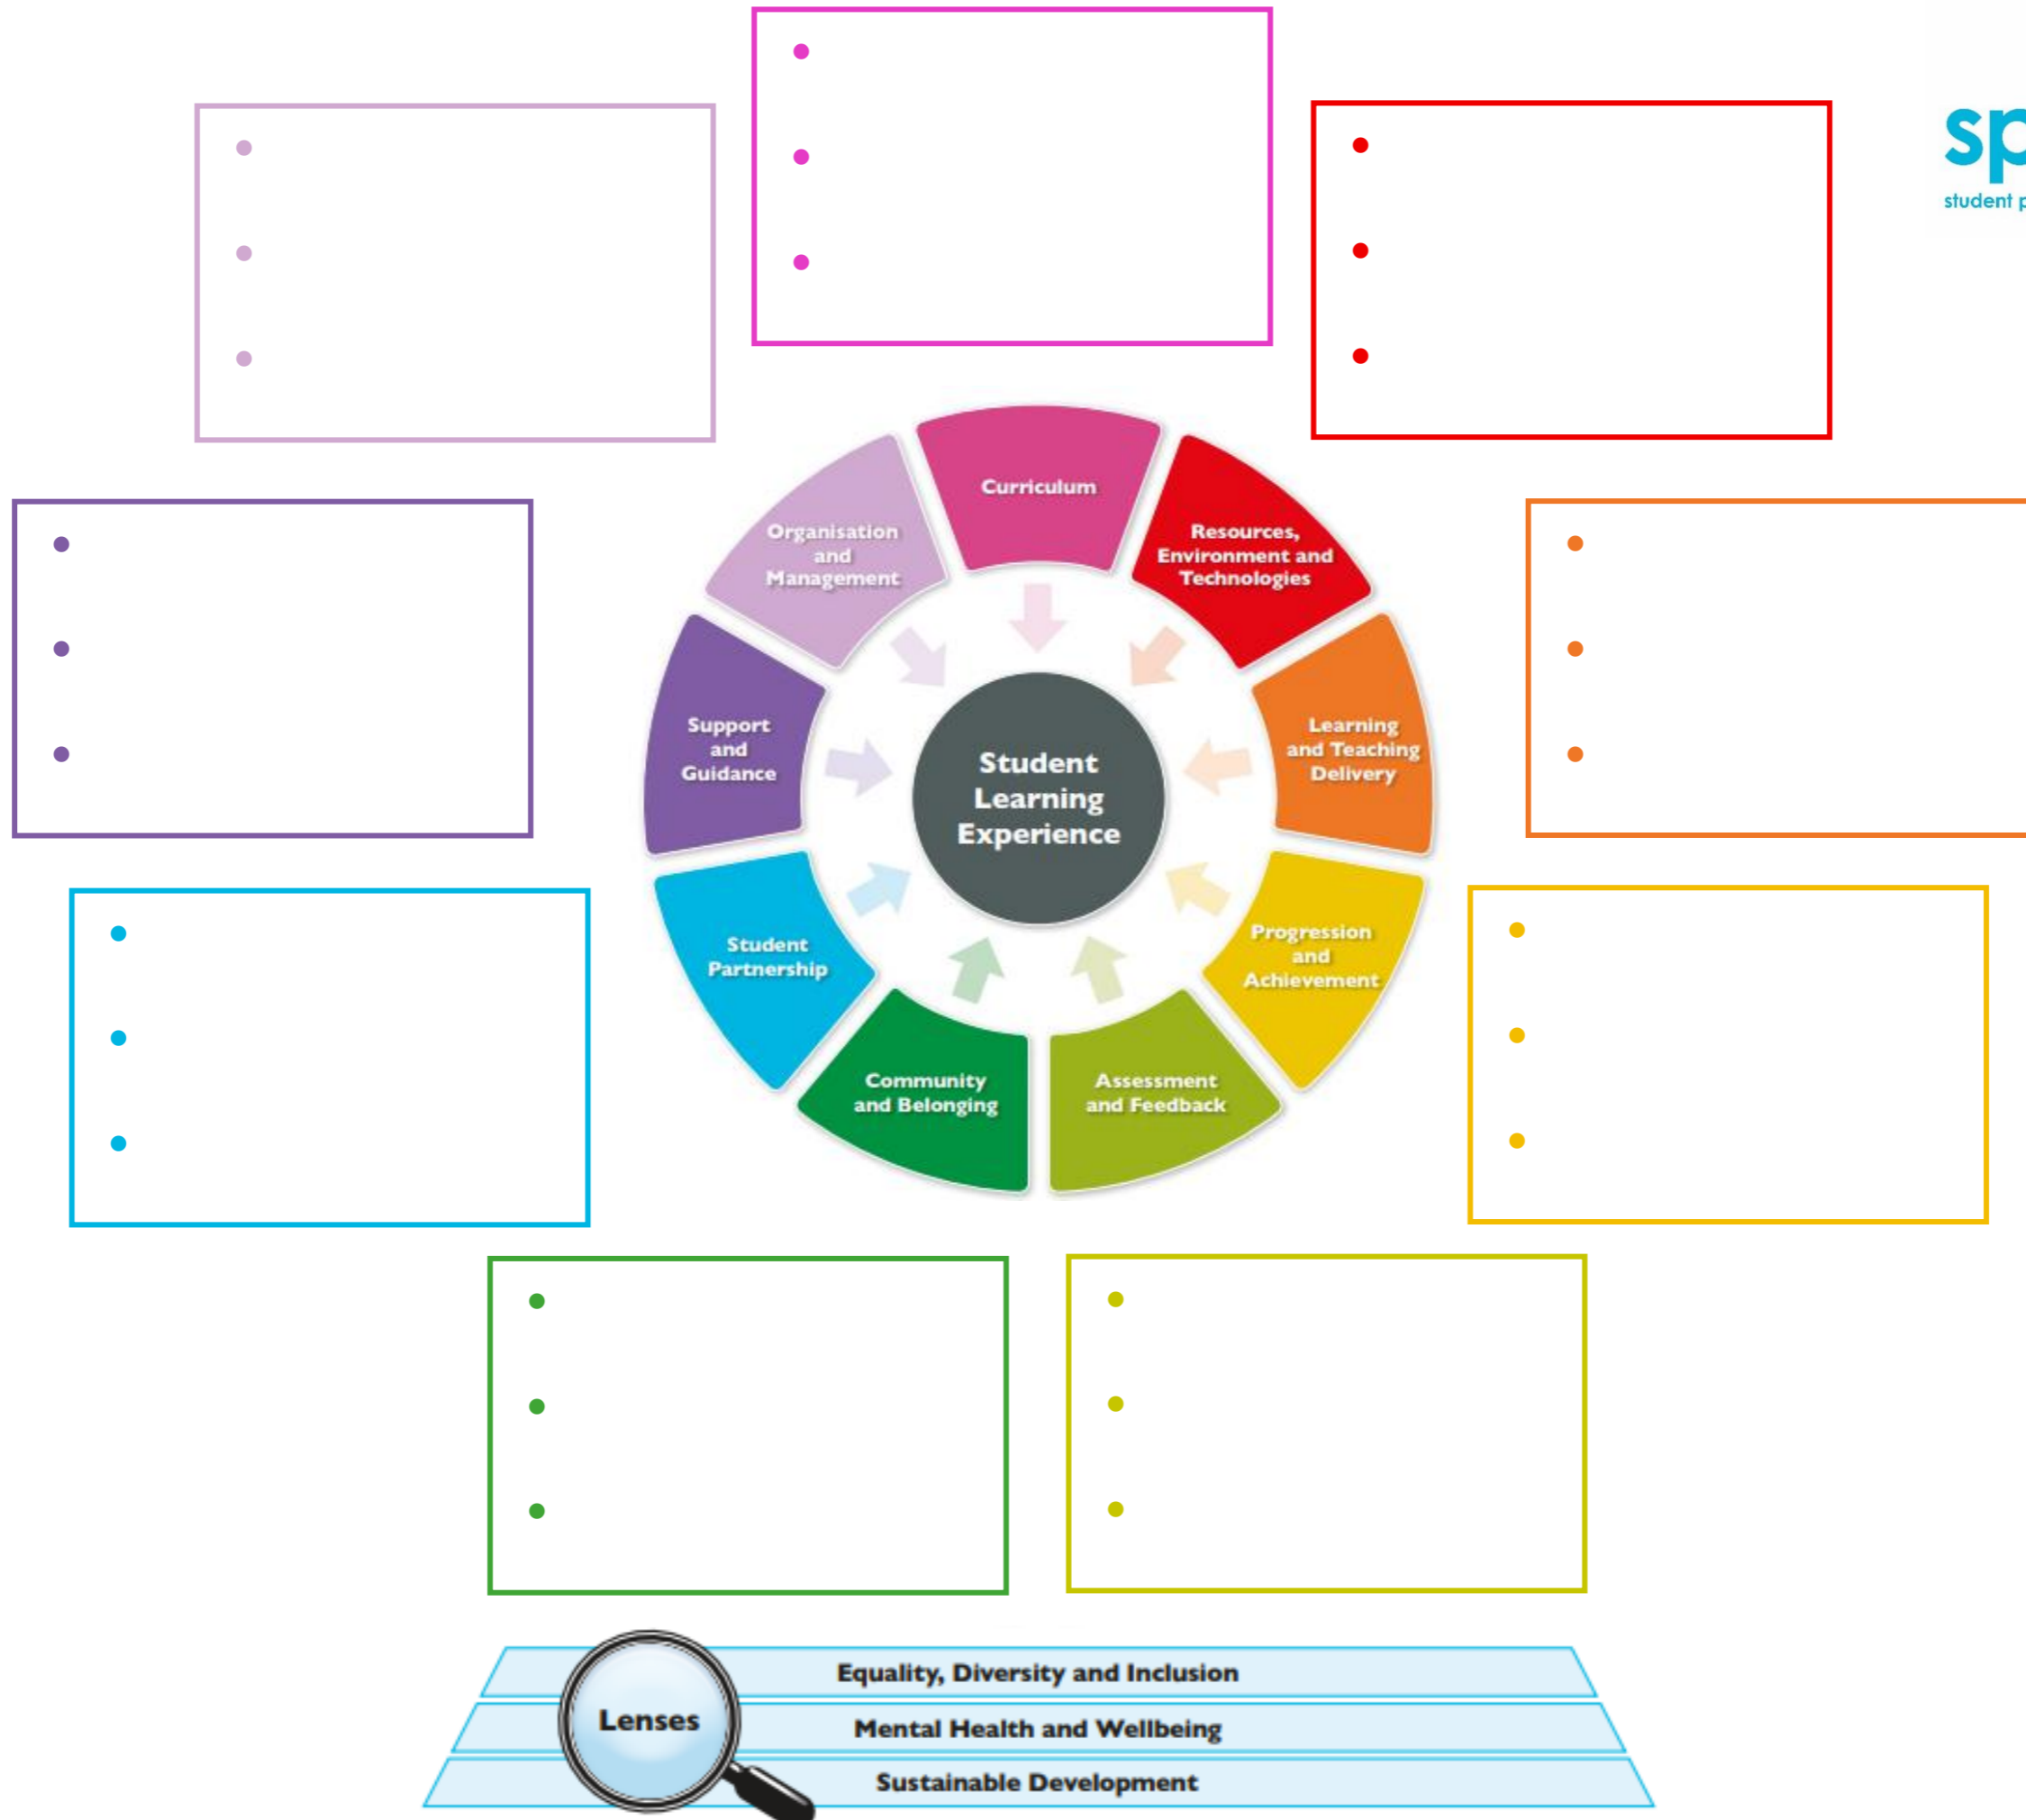 sp
student p
Curriculum
Resources,
Environment and
Technologies
Learning
and Teaching
Delivery
Progression
and
Achievement
Assessment
and Feedback
Community
and Belonging
Student
Partnership
Support
and
Guidance
Organisation
and
Management
Student
Learning
Experience
Lenses
Equality, Diversity and Inclusion
Mental Health and Wellbeing
Sustainable Development